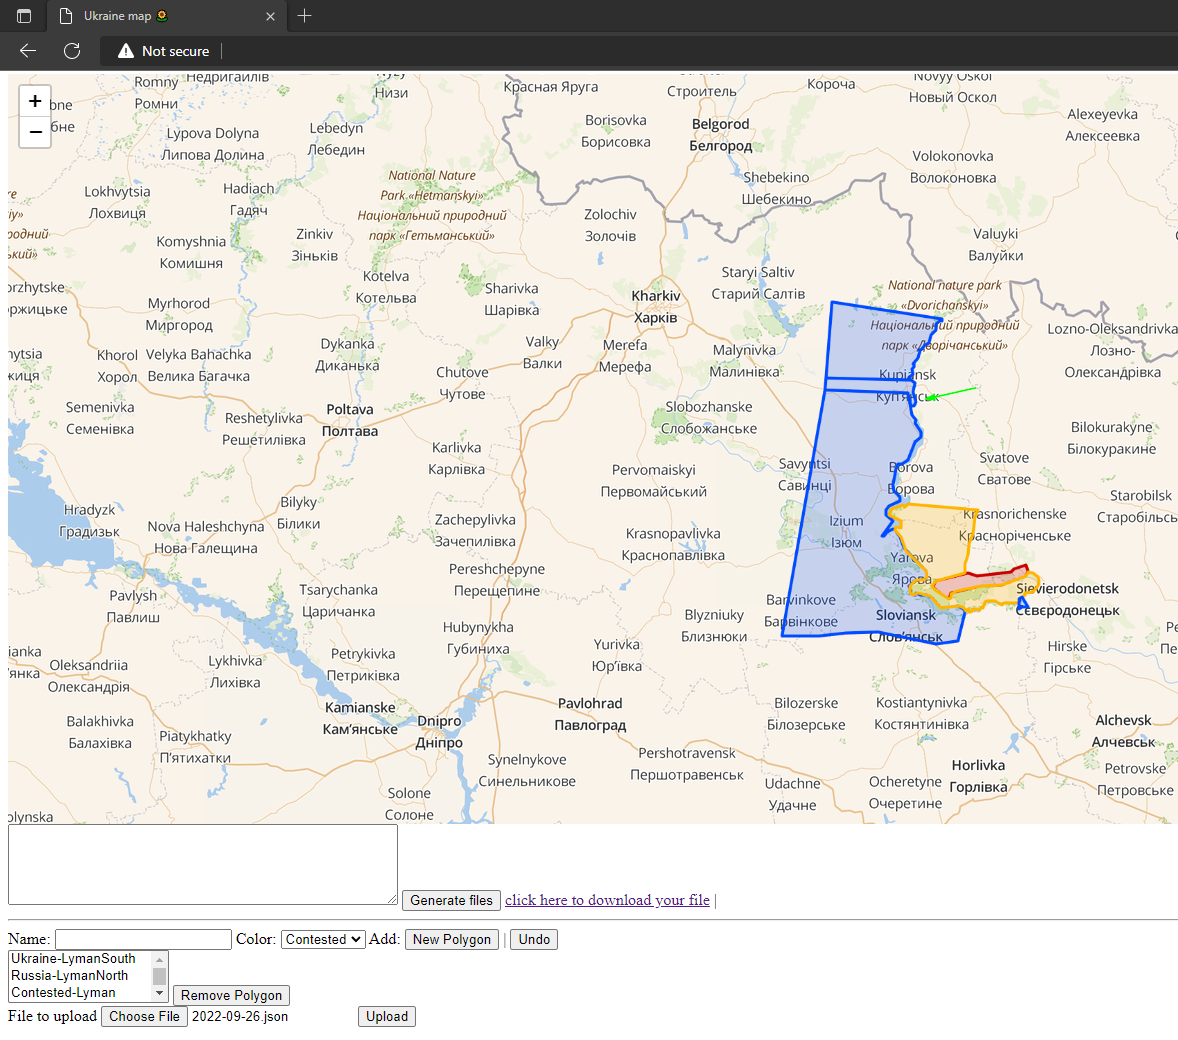 Ukraine map 🌻
Not secure
+
−
Romny
Ромни
Недригайлів
Низи
Красная Яруга
Строитель
Короча
Novyy Oskol
Новый Оскол
bne
бне
Lypova Dolyna
Липова Долина
Lebedyn
Лебедин
Borisovka
Борисовка
Belgorod
Белгород
Alexeyevka
Алексеевка
Volokonovka
Волоконовка
Lokhvytsia
Лохвиця
Hadiach
Гадяч
National Nature
Park «Hetmanskyi»
Національний природний
парк «Гетьманський»
Shebekino
Шебекино
Zolochiv
Золочів
Komyshnia
Комишня
Zinkiv
Зіньків
Valuyki
Валуйки
Kotelva
Котельва
Staryi Saltiv
Старий Салтів
Sharivka
Шарівка
Kharkiv
Харків
National nature park
«Dvorichanskyi»
Національний природний
парк «Дворічанський»
orzhytske
оржицьке
Myrhorod
Миргород
Dykanka
Диканька
Valky
Валки
Merefa
Мерефа
Malynivka
Малинівка
Lozno-Oleksandrivka
Лозно-
Олександрівка
Khorol
Хорол
Velyka Bahachka
Велика Багачка
Chutove
Чутове
Kupiansk
Куп'янськ
Semenivka
Семенівка
Reshetylivka
Решетилівка
Poltava
Полтава
Slobozhanske
Слобожанське
Karlivka
Карлівка
Bilokurakyne
Білокуракине
Pervomaiskyi
Первомайський
Savyntsi
Савинці
Borova
Борова
Svatove
Сватове
Starobilsk
Старобільсь
Hradyzk
Градизьк
Bilyky
Білики
Nova Haleshchyna
Нова Галещина
Zachepylivka
Зачепилівка
Krasnopavlivka
Краснопавлівка
Izium
Ізюм
Krasnorichenske
Красноріченське
Yarova
Ярова
Pereshchepyne
Перещепине
Tsarychanka
Царичанка
Pavlysh
Павлиш
Sievierodonetsk
Сєвєродонецьк
Barvinkove
Барвінкове
Blyzniuky
Близнюки
Sloviansk
Слов'янськ
Hubynykha
Губиниха
Yurivka
Юр'ївка
Hirske
Гірське
Oleksandriia
Олександрія
Lykhivka
Лихівка
Petrykivka
Петриківка
Kamianske
Кам'янське
Dnipro
Дніпро
Pavlohrad
Павлоград
Bilozerske
Білозерське
Kostiantynivka
Костянтинівка
Balakhivka
Балахівка
Piatykhatky
П'ятихатки
Alchevsk
Алчевськ
Synelnykove
Синельникове
Pershotravensk
Першотравенськ
Horlivka
Горлівка
Petrovske
Петровське
Udachne
Удачне
Ocheretyne
Очеретине
Solone
Солоне
olynska
Generate files click here to download your file |
Name: Color: Contested Add: New Polygon | Undo
Ukraine-LymanSouth
Russia-LymanNorth
Contested-Lyman
Remove Polygon
File to upload Choose File 2022-09-26.json Upload